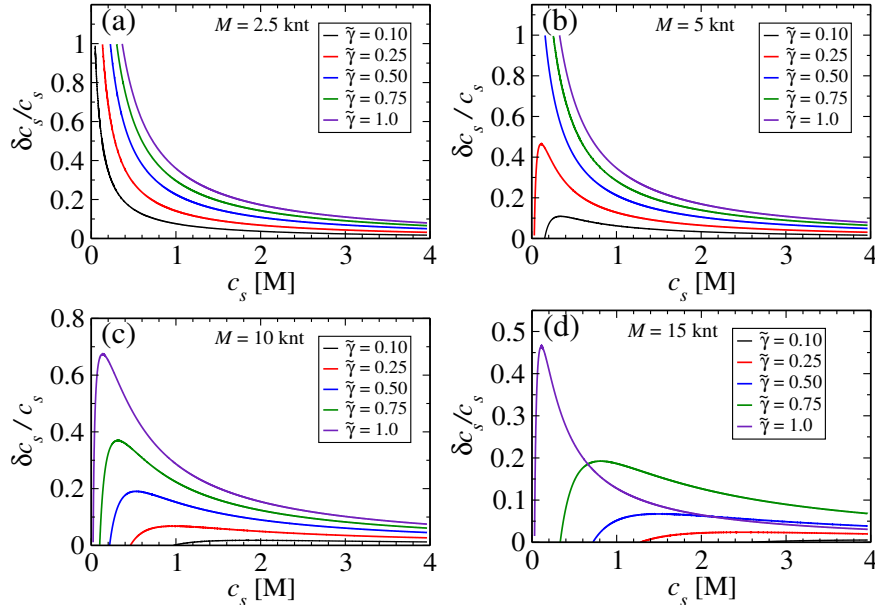 (a)
M = 2.5 knt
γ̃ = 0.10
γ̃ = 0.25
γ̃ = 0.50
γ̃ = 0.75
γ̃ = 1.0
1
0.8
0.6
0.4
0.2
0
δc_s/c_s
0 1 2 3 4
c_s [M]
(b)
M = 5 knt
γ̃ = 0.10
γ̃ = 0.25
γ̃ = 0.50
γ̃ = 0.75
γ̃ = 1.0
1
0.8
0.6
0.4
0.2
0
δc_s/c_s
0 1 2 3 4
c_s [M]
(c)
M = 10 knt
γ̃ = 0.10
γ̃ = 0.25
γ̃ = 0.50
γ̃ = 0.75
γ̃ = 1.0
0.8
0.6
0.4
0.2
0
δc_s/c_s
0 1 2 3 4
c_s [M]
(d)
M = 15 knt
γ̃ = 0.10
γ̃ = 0.25
γ̃ = 0.50
γ̃ = 0.75
γ̃ = 1.0
0.5
0.4
0.3
0.2
0.1
0
δc_s/c_s
0 1 2 3 4
c_s [M]